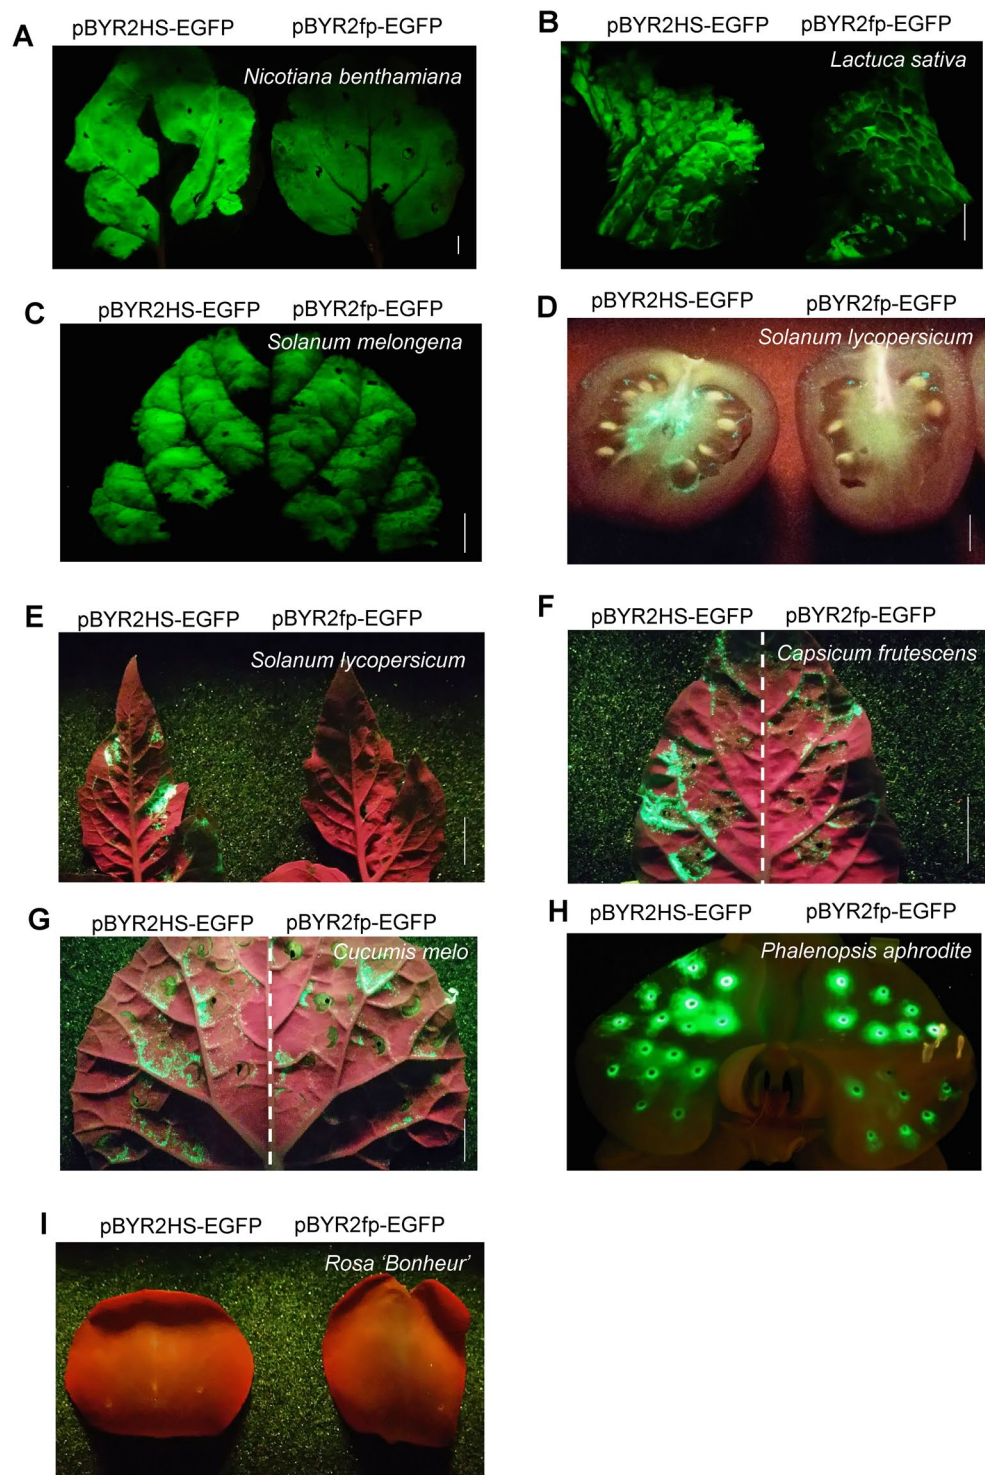 A
pBYR2HS-EGFP
pBYR2fp-EGFP
Nicotiana benthamiana
B
pBYR2HS-EGFP
pBYR2fp-EGFP
Lactuca sativa
C
pBYR2HS-EGFP
pBYR2fp-EGFP
Solanum melongena
D
pBYR2HS-EGFP
pBYR2fp-EGFP
Solanum lycopersicum
E
pBYR2HS-EGFP
pBYR2fp-EGFP
Solanum lycopersicum
F
pBYR2HS-EGFP
pBYR2fp-EGFP
Capsicum frutescens
G
pBYR2HS-EGFP
pBYR2fp-EGFP
Cucumis melo
H
pBYR2HS-EGFP
pBYR2fp-EGFP
Phalenopsis aphrodite
I
pBYR2HS-EGFP
pBYR2fp-EGFP
Rosa ‘Bonheur’